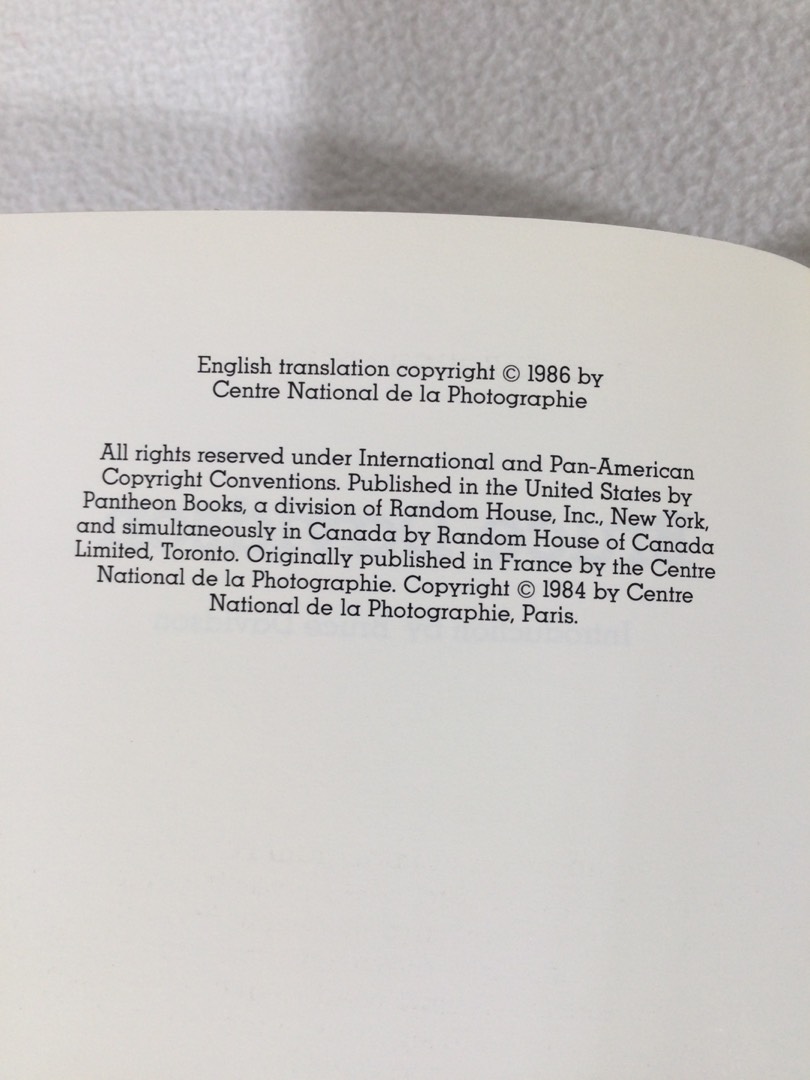 English translation copyright © 1986 by
Centre National de la Photographie
All rights reserved under International and Pan-American
Copyright Conventions. Published in the United States by
Pantheon Books, a division of Random House, Inc., New York,
and simultaneously in Canada by Random House of Canada
Limited, Toronto. Originally published in France by the Centre
National de la Photographie. Copyright © 1984 by Centre
National de la Photographie, Paris.